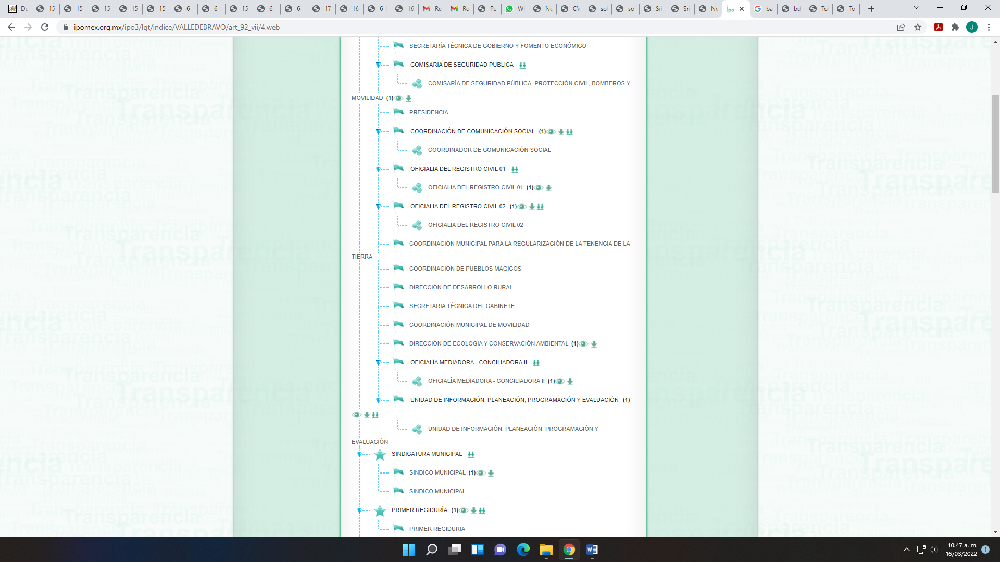 De 15 15 15 15 15 6 - 6 1 15 6 - 6 - 17 16 6 1 16 Re Re Pe WI No CV sol sol Sri Sri No ba bd To To
ipomex.org.mx/ipo3/lgt/indice/VALLEDEBRAVO/art_92_vii/4.web
J
SECRETARÍA TÉCNICA DE GOBIERNO Y FOMENTO ECONÓMICO
COMISARIA DE SEGURIDAD PÚBLICA
COMISARÍA DE SEGURIDAD PÚBLICA, PROTECCIÓN CIVIL, BOMBEROS Y
MOVILIDAD (1)
PRESIDENCIA
COORDINACIÓN DE COMUNICACIÓN SOCIAL (1)
COORDINADOR DE COMUNICACIÓN SOCIAL
OFICIALIA DEL REGISTRO CIVIL 01
OFICIALIA DEL REGISTRO CIVIL 01 (1)
OFICIALIA DEL REGISTRO CIVIL 02 (1)
OFICIALIA DEL REGISTRO CIVIL 02
COORDINACIÓN MUNICIPAL PARA LA REGULARIZACIÓN DE LA TENENCIA DE LA
TIERRA
COORDINACIÓN DE PUEBLOS MAGICOS
DIRECCIÓN DE DESARROLLO RURAL
SECRETARIA TÉCNICA DEL GABINETE
COORDINACIÓN MUNICIPAL DE MOVILIDAD
DIRECCIÓN DE ECOLOGÍA Y CONSERVACIÓN AMBIENTAL (1)
OFICIALÍA MEDIADORA - CONCILIADORA II
OFICIALÍA MEDIADORA - CONCILIADORA II (1)
UNIDAD DE INFORMACIÓN, PLANEACIÓN, PROGRAMACIÓN Y EVALUACIÓN (1)
UNIDAD DE INFORMACIÓN, PLANEACIÓN, PROGRAMACIÓN Y
EVALUACIÓN
SINDICATURA MUNICIPAL
SINDICO MUNICIPAL (1)
SINDICO MUNICIPAL
PRIMER REGIDURÍA (1)
PRIMER REGIDURIA
10:47 a. m.
16/03/2022
1